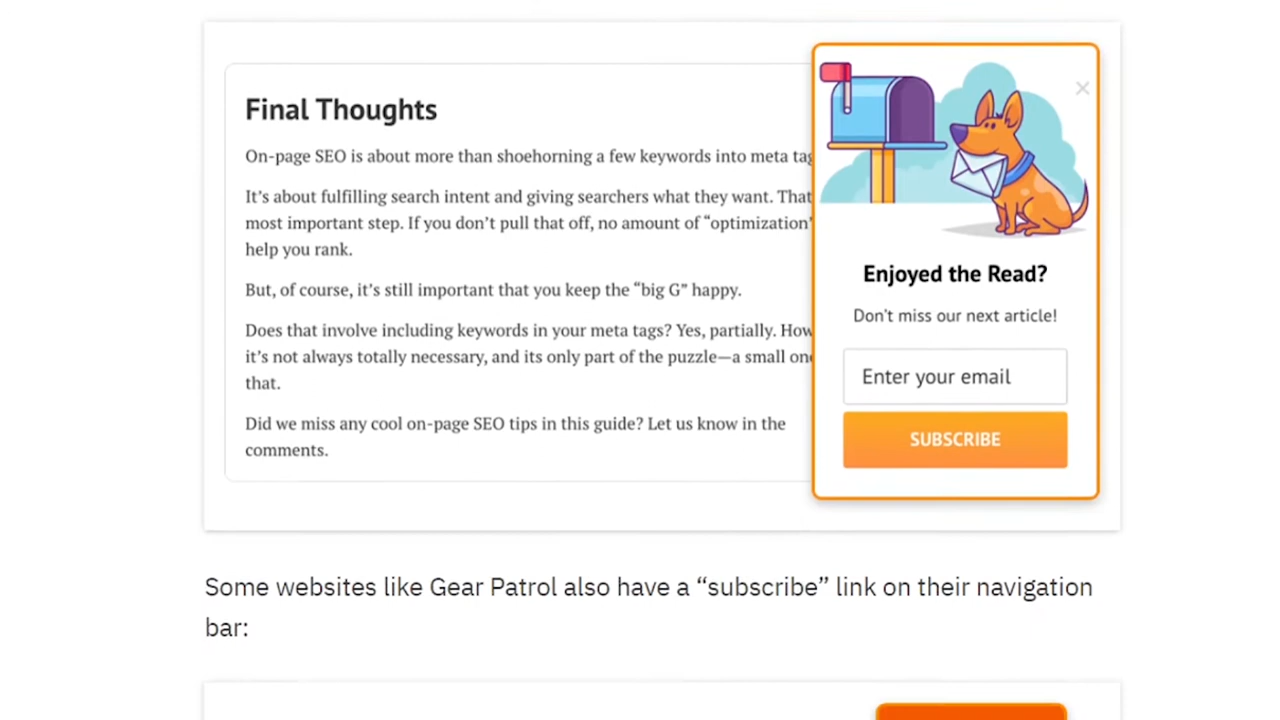 Final Thoughts
On-page SEO is about more than shoehorning a few keywords into meta
It's about fulfilling search intent and giving searchers what they want. That
most important step. If you don't pull that off, no amount of “optimization”
help you rank.
But, of course, it's still important that you keep the “big G” happy.
Does that involve including keywords in your meta tags? Yes, partially.
it's not always totally necessary, and its only part of the puzzle—a small
that.
Did we miss any cool on-page SEO tips in this guide? Let us know in the
comments.
Enjoyed the Read?
Don't miss our next article!
Enter your email
SUBSCRIBE
Some websites like Gear Patrol also have a “subscribe” link on their navigation
bar: